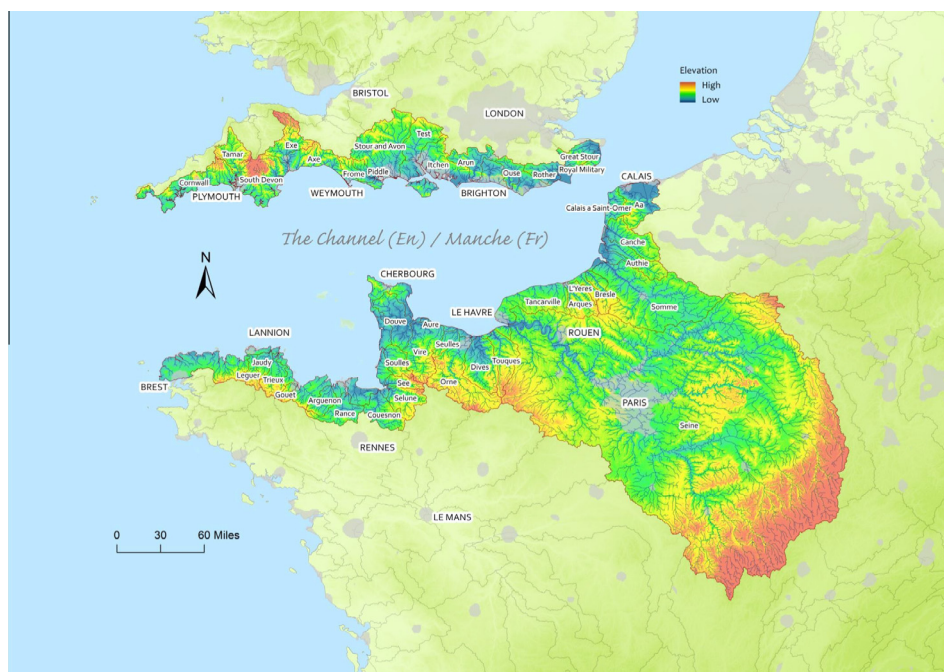 Elevation
High
Low
BRISTOL
LONDON
Test
Exe
Stour and Avon
Tamar
Axe
Itchen
Arun
Great Stour
Frome
Piddle
Ouse
Rother
Royal Military
Cornwall
South Devon
CALAIS
PLYMOUTH
WEYMOUTH
BRIGHTON
Calais a Saint-Omer
Aa
The Channel (En) / Manche (Fr)
Canche
N
Authie
CHERBOURG
L'Yeres
Bresle
Tancarville
Arques
Somme
LE HAVRE
Douve
Aure
ROUEN
LANNION
Seulles
Vire
Jaudy
Soulles
Touques
Dives
Leguer
Trieux
See
Orne
BREST
Gouet
Selune
Arguenon
PARIS
Rance
Couesnon
Seine
RENNES
LE MANS
0 30 60 Miles